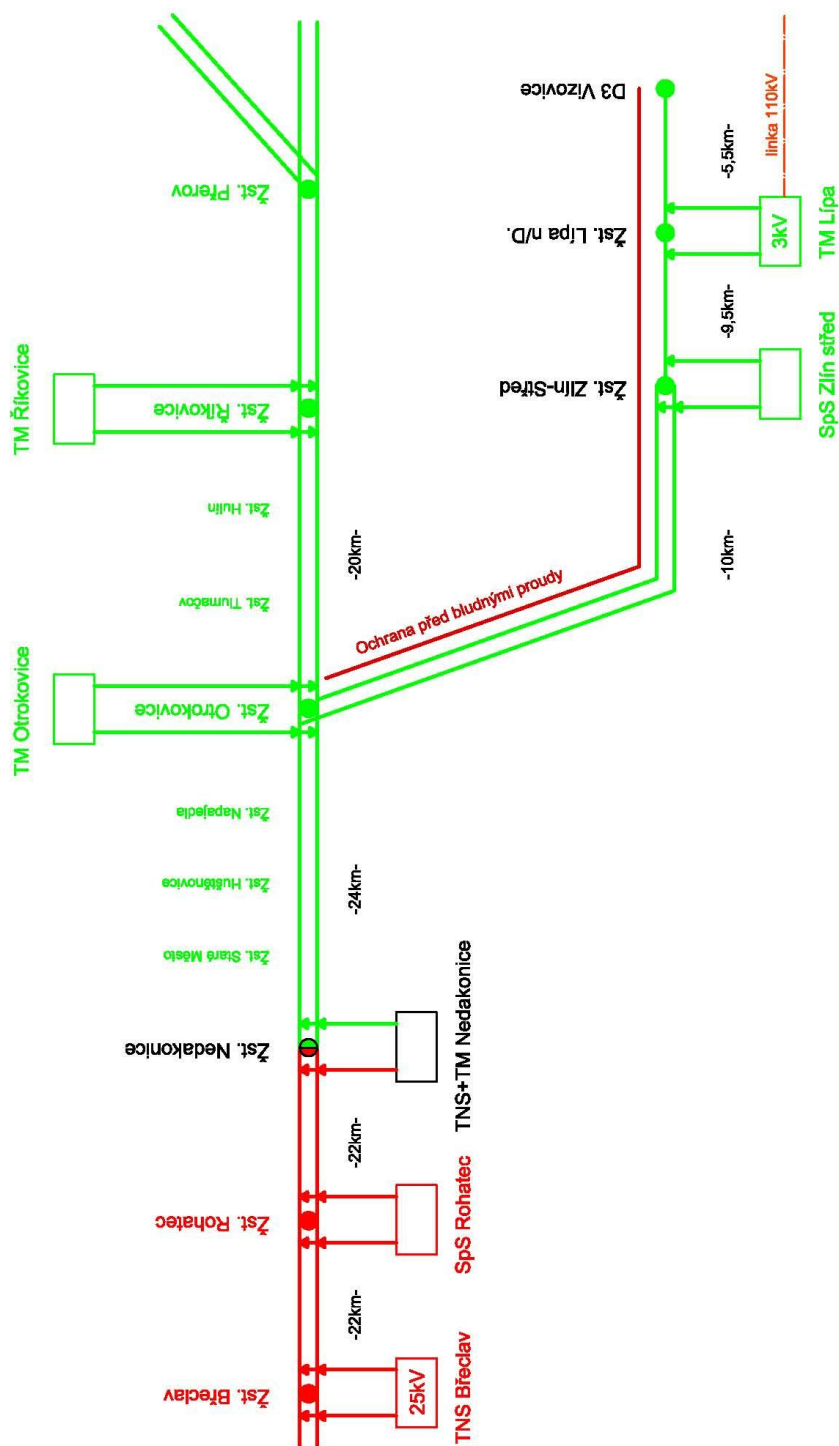 Žst. Přerov
TM Říkovice
Žst. Říkovice
Žst. Hulín
-20km-
Žst. Tlumačov
TM Otrokovice
Žst. Otrokovice
Žst. Napajedla
Žst. Huštěnovice
-24km-
Žst. Staré Město
Žst. Nedakonice
TNS+TM Nedakonice
-22km-
Žst. Rohatec
SpS Rohatec
-22km-
Žst. Břeclav
25kV
TNS Břeclav
D3 Vizovice
linka 110kV
-5,5km-
Žst. Lípa n/D.
3kV
TM Lípa
-9,5km-
Žst. Zlín-Střed
SpS Zlín střed
-10km-
Ochrana před bludnými proudy